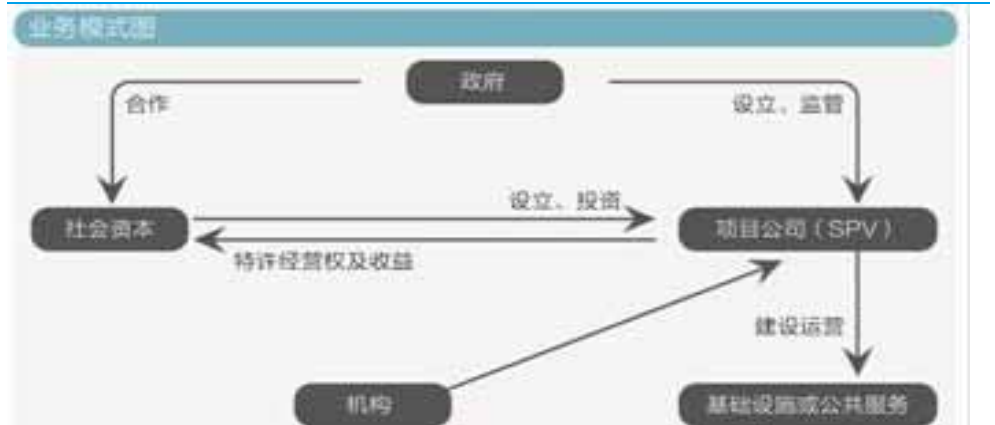 业务模式图
政府
合作
设立、监管
设立、投资
社会资本
项目公司（SPV）
特许经营权及收益
建设运营
机构
基础设施或公共服务